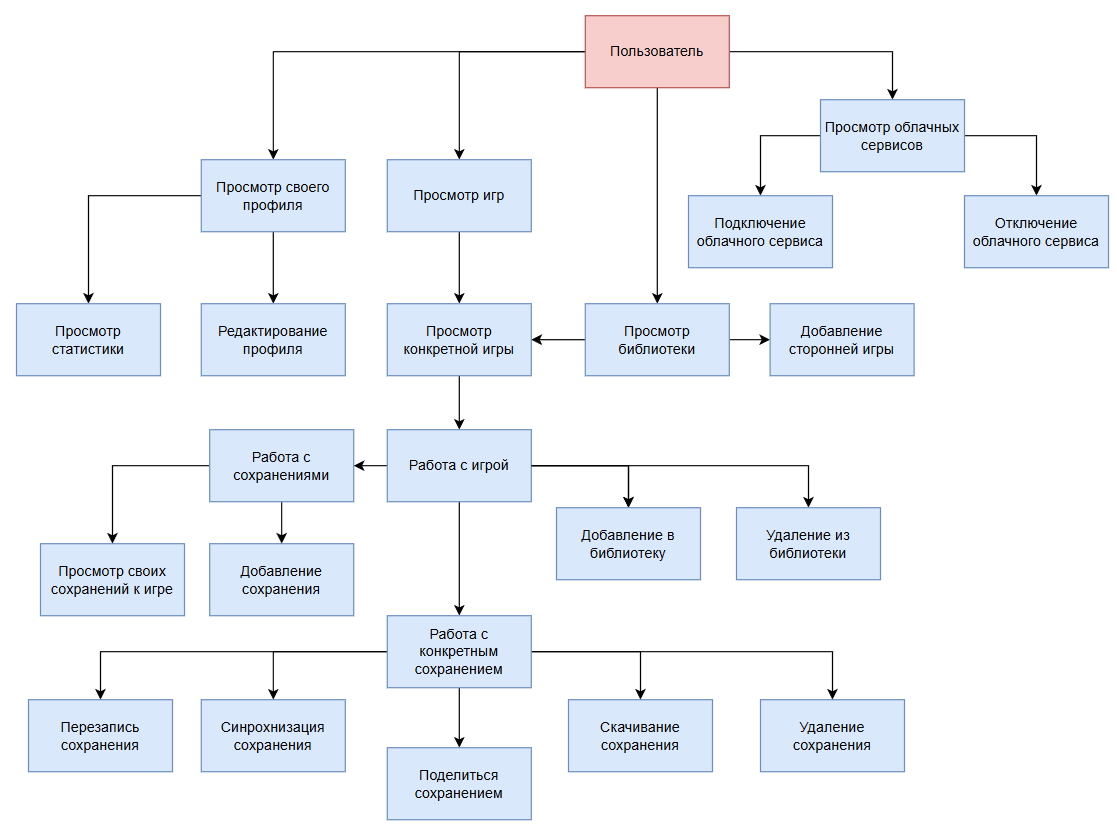 Пользователь
Просмотр облачных
сервисов
Просмотр своего
профиля
Просмотр игр
Подключение
облачного сервиса
Отключение
облачного сервиса
Просмотр
статистики
Редактирование
профиля
Просмотр
конкретной игры
Просмотр
библиотеки
Добавление
сторонней игры
Работа с
сохранениями
Работа с игрой
Добавление в
библиотеку
Удаление из
библиотеки
Просмотр своих
сохранений к игре
Добавление
сохранения
Работа с
конкретным
сохранением
Перезапись
сохранения
Синрохнизация
сохранения
Поделиться
сохранением
Скачивание
сохранения
Удаление
сохранения